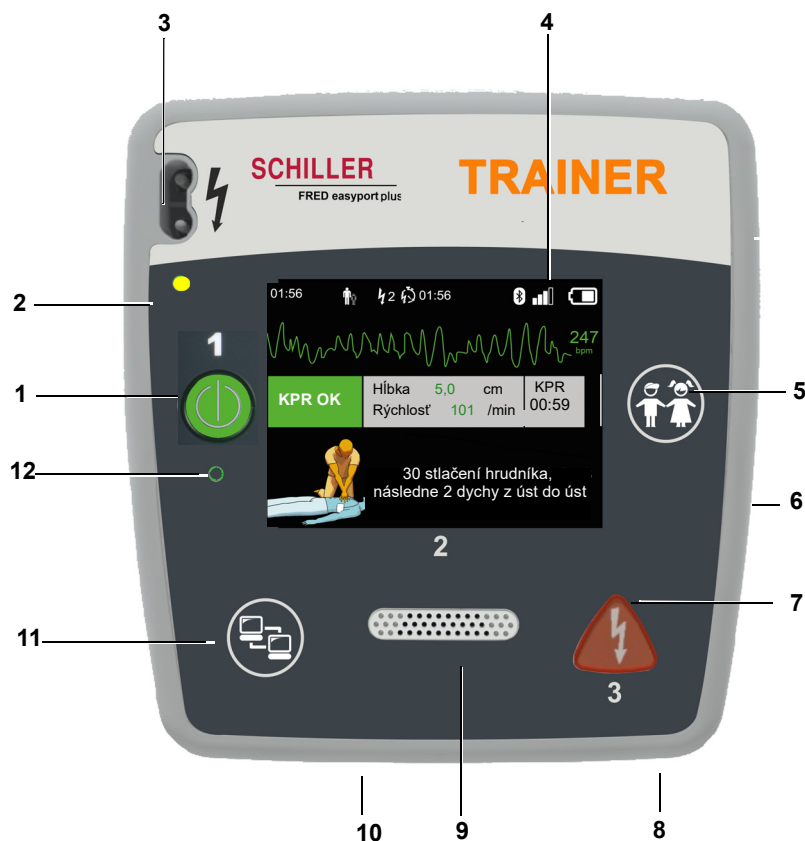 3
4
SCHILLER
FRED easyport plus
TRAINER
01:56 2 01:56
247
bpm
2
1
1
KPR OK
Hĺbka 5,0 cm
Rýchlosť 101 /min
KPR
00:59
5
12
30 stlačení hrudníka,
následne 2 dychy z úst do úst
6
2
7
11
3
10
9
8